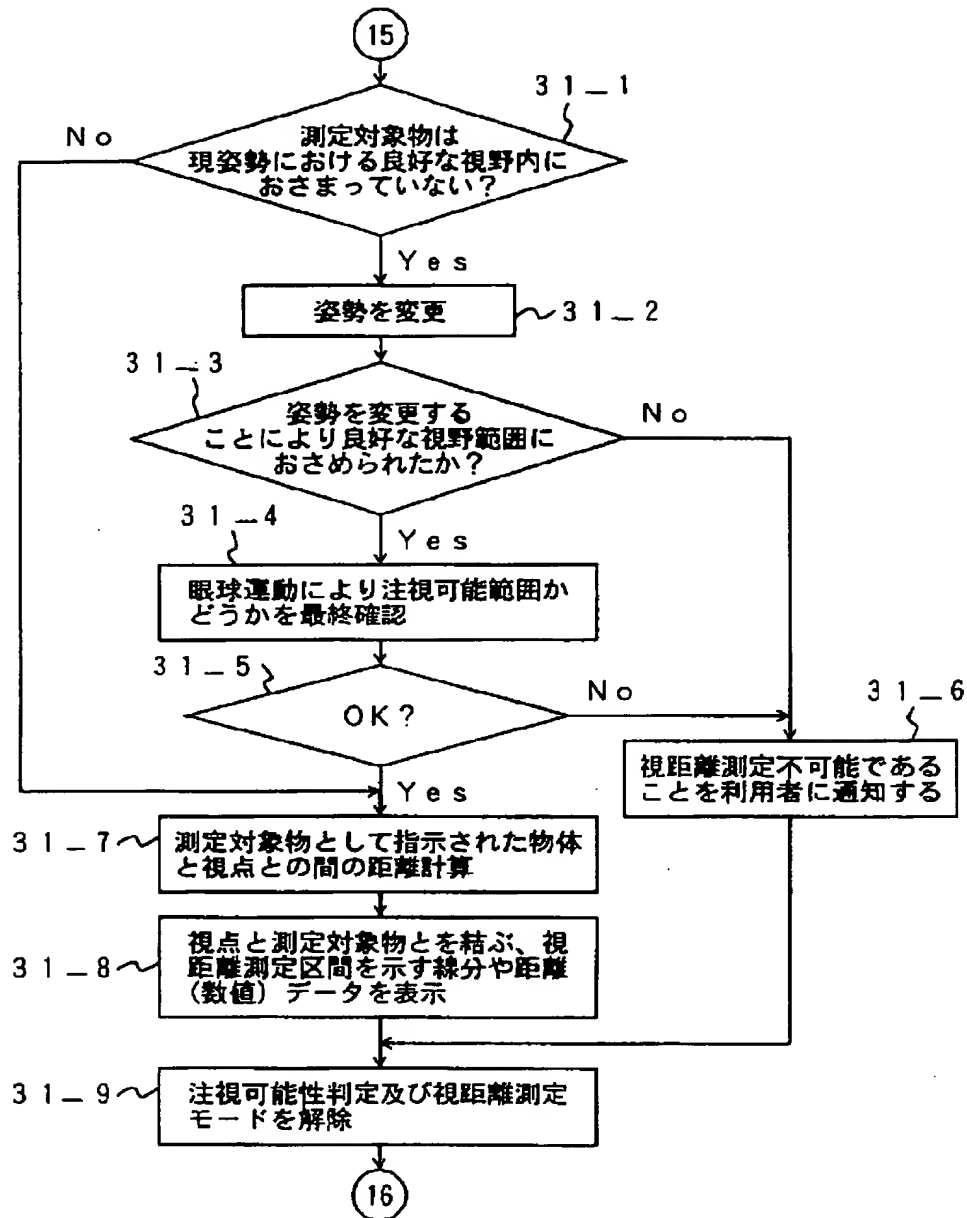 15
31_1
No
測定対象物は
現姿勢における良好な視野内に
おさまっていない?
Yes
姿勢を変更
31_2
31_3
姿勢を変更する
ことにより良好な視野範囲に
おさめられたか?
No
31_4
Yes
眼球運動により注視可能範囲か
どうかを最終確認
31_5
OK?
No
31_6
視距離測定不可能である
ことを利用者に通知する
Yes
31_7
測定対象物として指示された物体
と視点との間の距離計算
31_8
視点と測定対象物とを結ぶ、視
距離測定区間を示す線分や距離
(数値)データを表示
31_9
注視可能性判定及び視距離測定
モードを解除
16